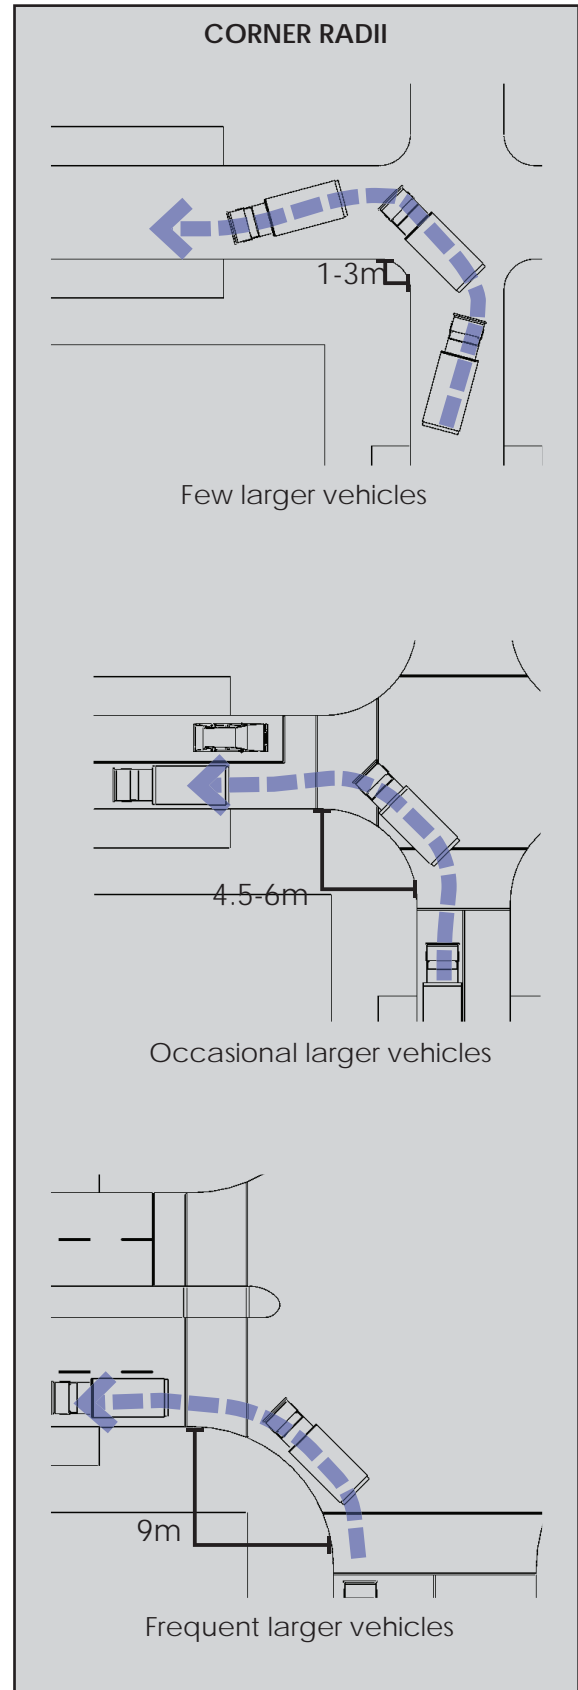 CORNER RADII
1-3m
Few larger vehicles
4.5-6m
Occasional larger vehicles
9m
Frequent larger vehicles